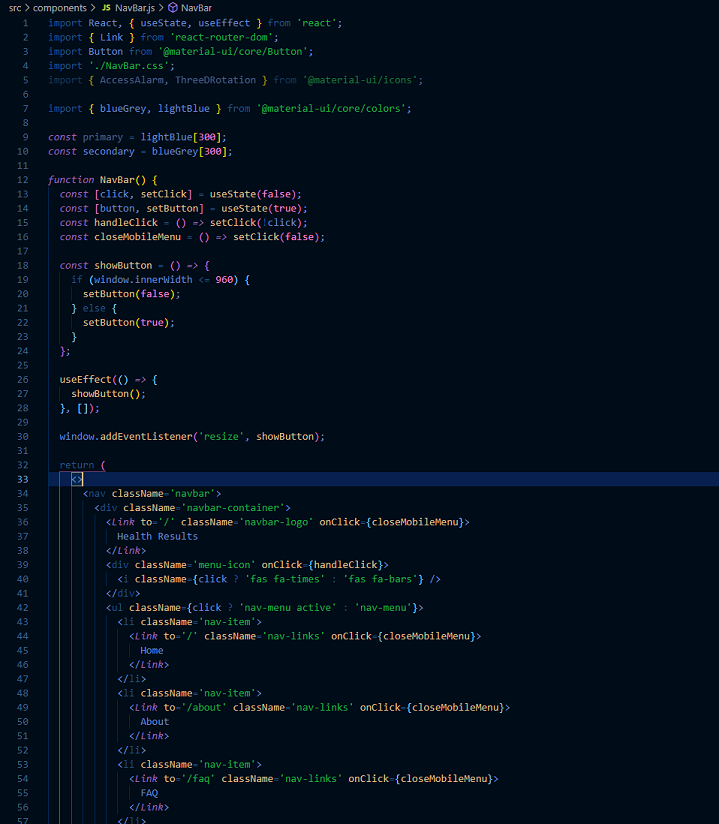 src > components > JS NavBar.js > NavBar
1 import React, { useState, useEffect } from 'react';
2 import { Link } from 'react-router-dom';
3 import Button from '@material-ui/core/Button';
4 import './NavBar.css';
5 import { AccessAlarm, ThreeDRotation } from '@material-ui/icons';
6
7 import { blueGrey, lightBlue } from '@material-ui/core/colors';
8
9 const primary = lightBlue[300];
10 const secondary = blueGrey[300];
11
12 function NavBar() {
13   const [click, setClick] = useState(false);
14   const [button, setButton] = useState(true);
15   const handleClick = () => setClick(!click);
16   const closeMobileMenu = () => setClick(false);
17
18   const showButton = () => {
19     if (window.innerWidth <= 960) {
20       setButton(false);
21     } else {
22       setButton(true);
23     }
24   };
25
26   useEffect(() => {
27     showButton();
28   }, []);
29
30   window.addEventListener('resize', showButton);
31
32   return (
33     <>
34       <nav className='navbar'>
35         <div className='navbar-container'>
36           <Link to='/' className='navbar-logo' onClick={closeMobileMenu}>
37             Health Results
38           </Link>
39           <div className='menu-icon' onClick={handleClick}>
40             <i className={click ? 'fas fa-times' : 'fas fa-bars'} />
41           </div>
42           <ul className={click ? 'nav-menu active' : 'nav-menu'}>
43             <li className='nav-item'>
44               <Link to='/' className='nav-links' onClick={closeMobileMenu}>
45                 Home
46               </Link>
47             </li>
48             <li className='nav-item'>
49               <Link to='/about' className='nav-links' onClick={closeMobileMenu}>
50                 About
51               </Link>
52             </li>
53             <li className='nav-item'>
54               <Link to='/faq' className='nav-links' onClick={closeMobileMenu}>
55                 FAQ
56               </Link>
57             </li>